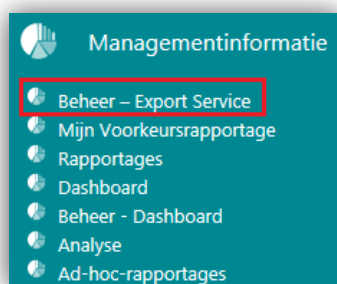 Managementinformatie
Beheer – Export Service
Mijn Voorkeursrapportage
Rapportages
Dashboard
Beheer - Dashboard
Analyse
Ad-hoc-rapportages